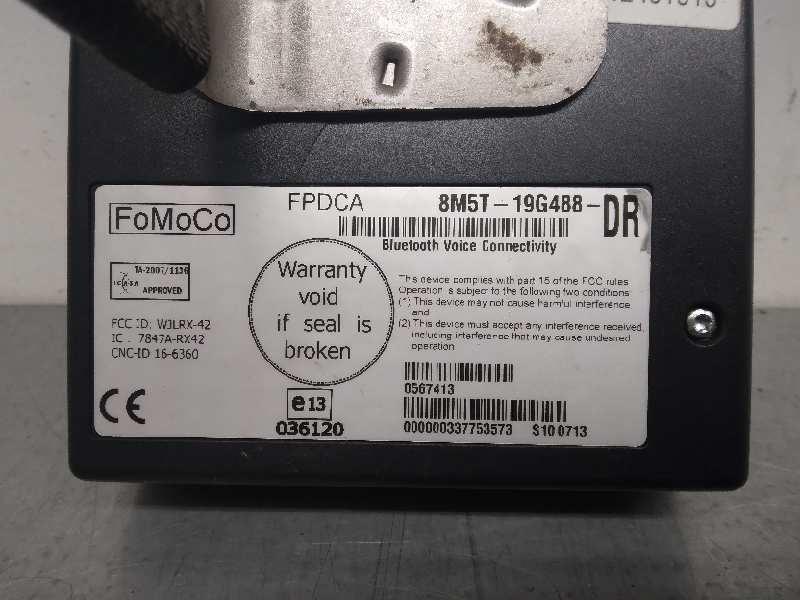 FoMoCo
FPDCA
8M5T-19G488-DR
Bluetooth Voice Connectivity
TA-2007/1136
APPROVED
Warranty
void
if seal is
broken
This device complies with part 15 of the FCC rules
Operation is subject to the following two conditions:
(1) This device may not cause harmful interference
and
(2) This device must accept any interference received,
including interference that may cause undesired
operation
FCC ID: WJLRX-42
IC : 7847A-RX42
CNC-ID 16-6360
0567413
CE
e13
036120
000000337753573 S100713